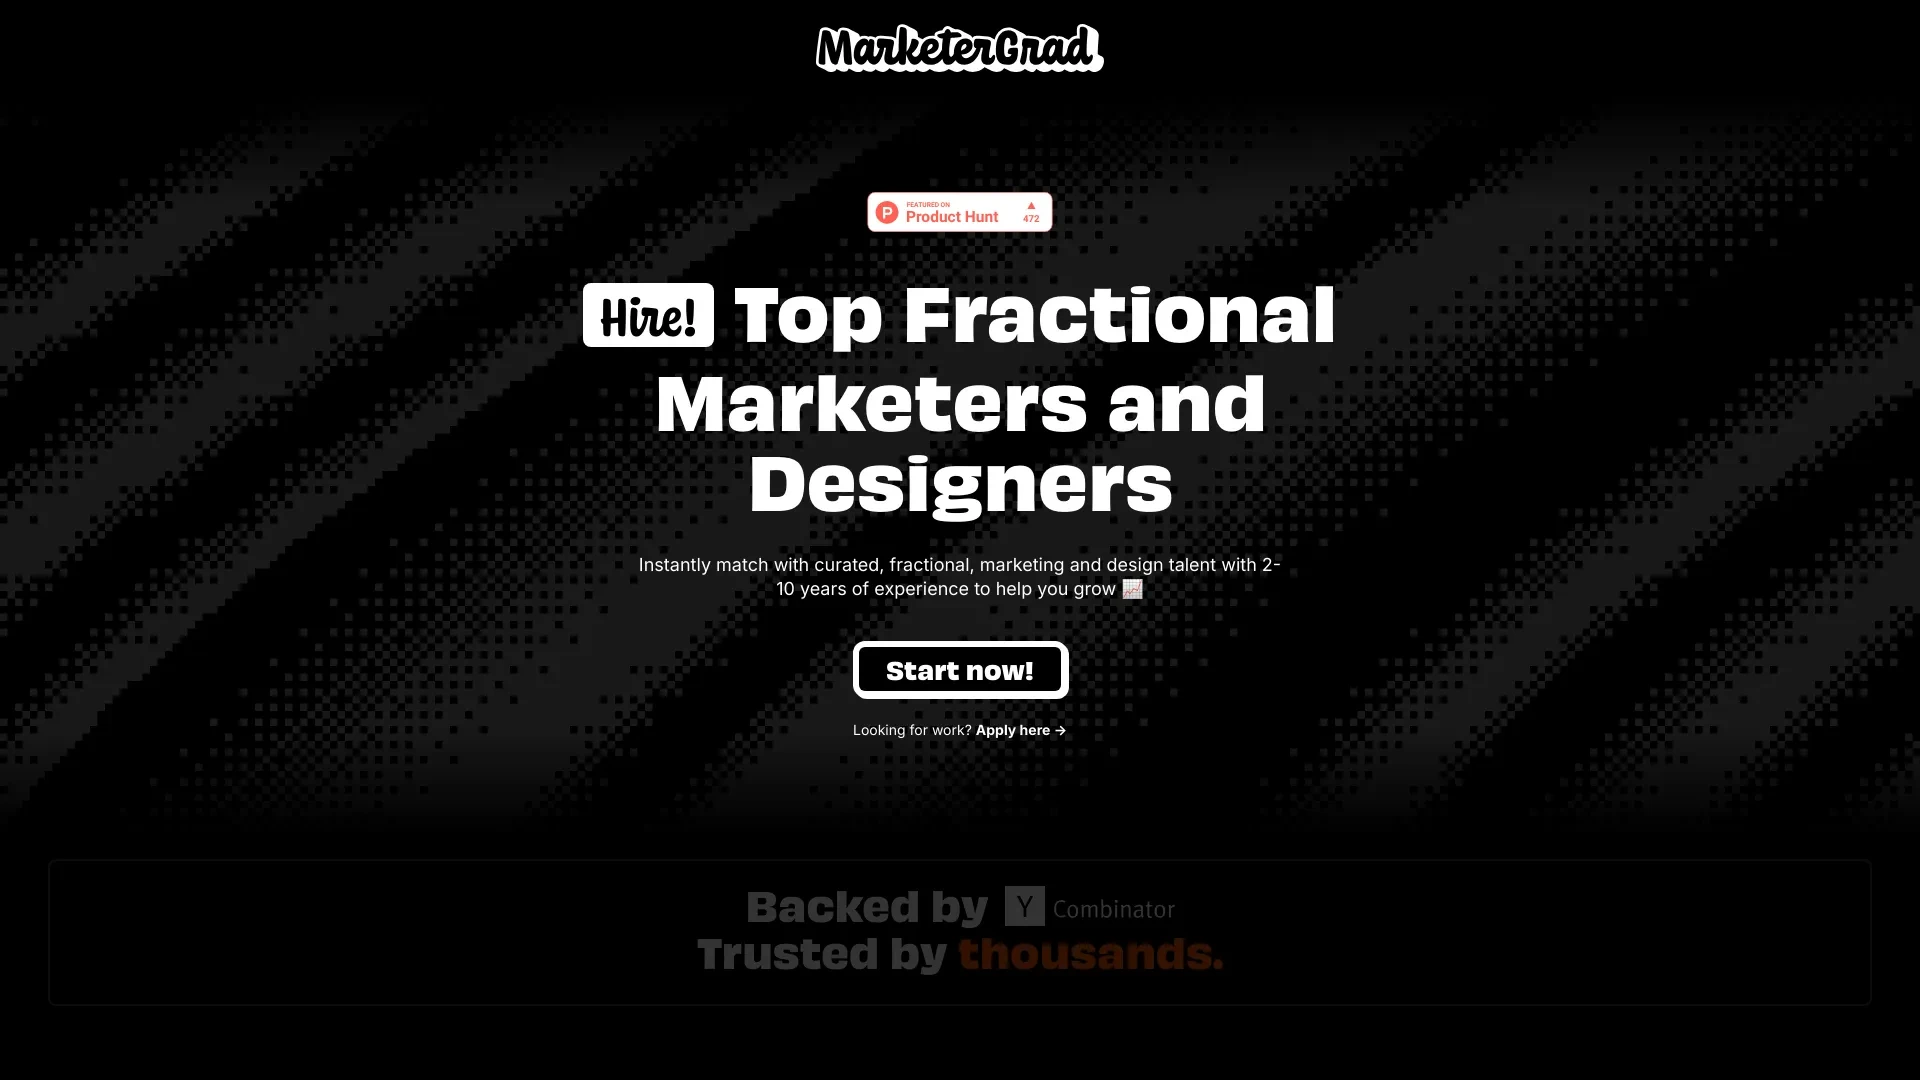 MarketerGrad
FEATURED ON
Product Hunt
▲
472
Hire! Top Fractional
Marketers and
Designers
Instantly match with curated, fractional, marketing and design talent with 2-
10 years of experience to help you grow 📈
Start now!
Looking for work? Apply here →
Backed by Y Combinator
Trusted by thousands.